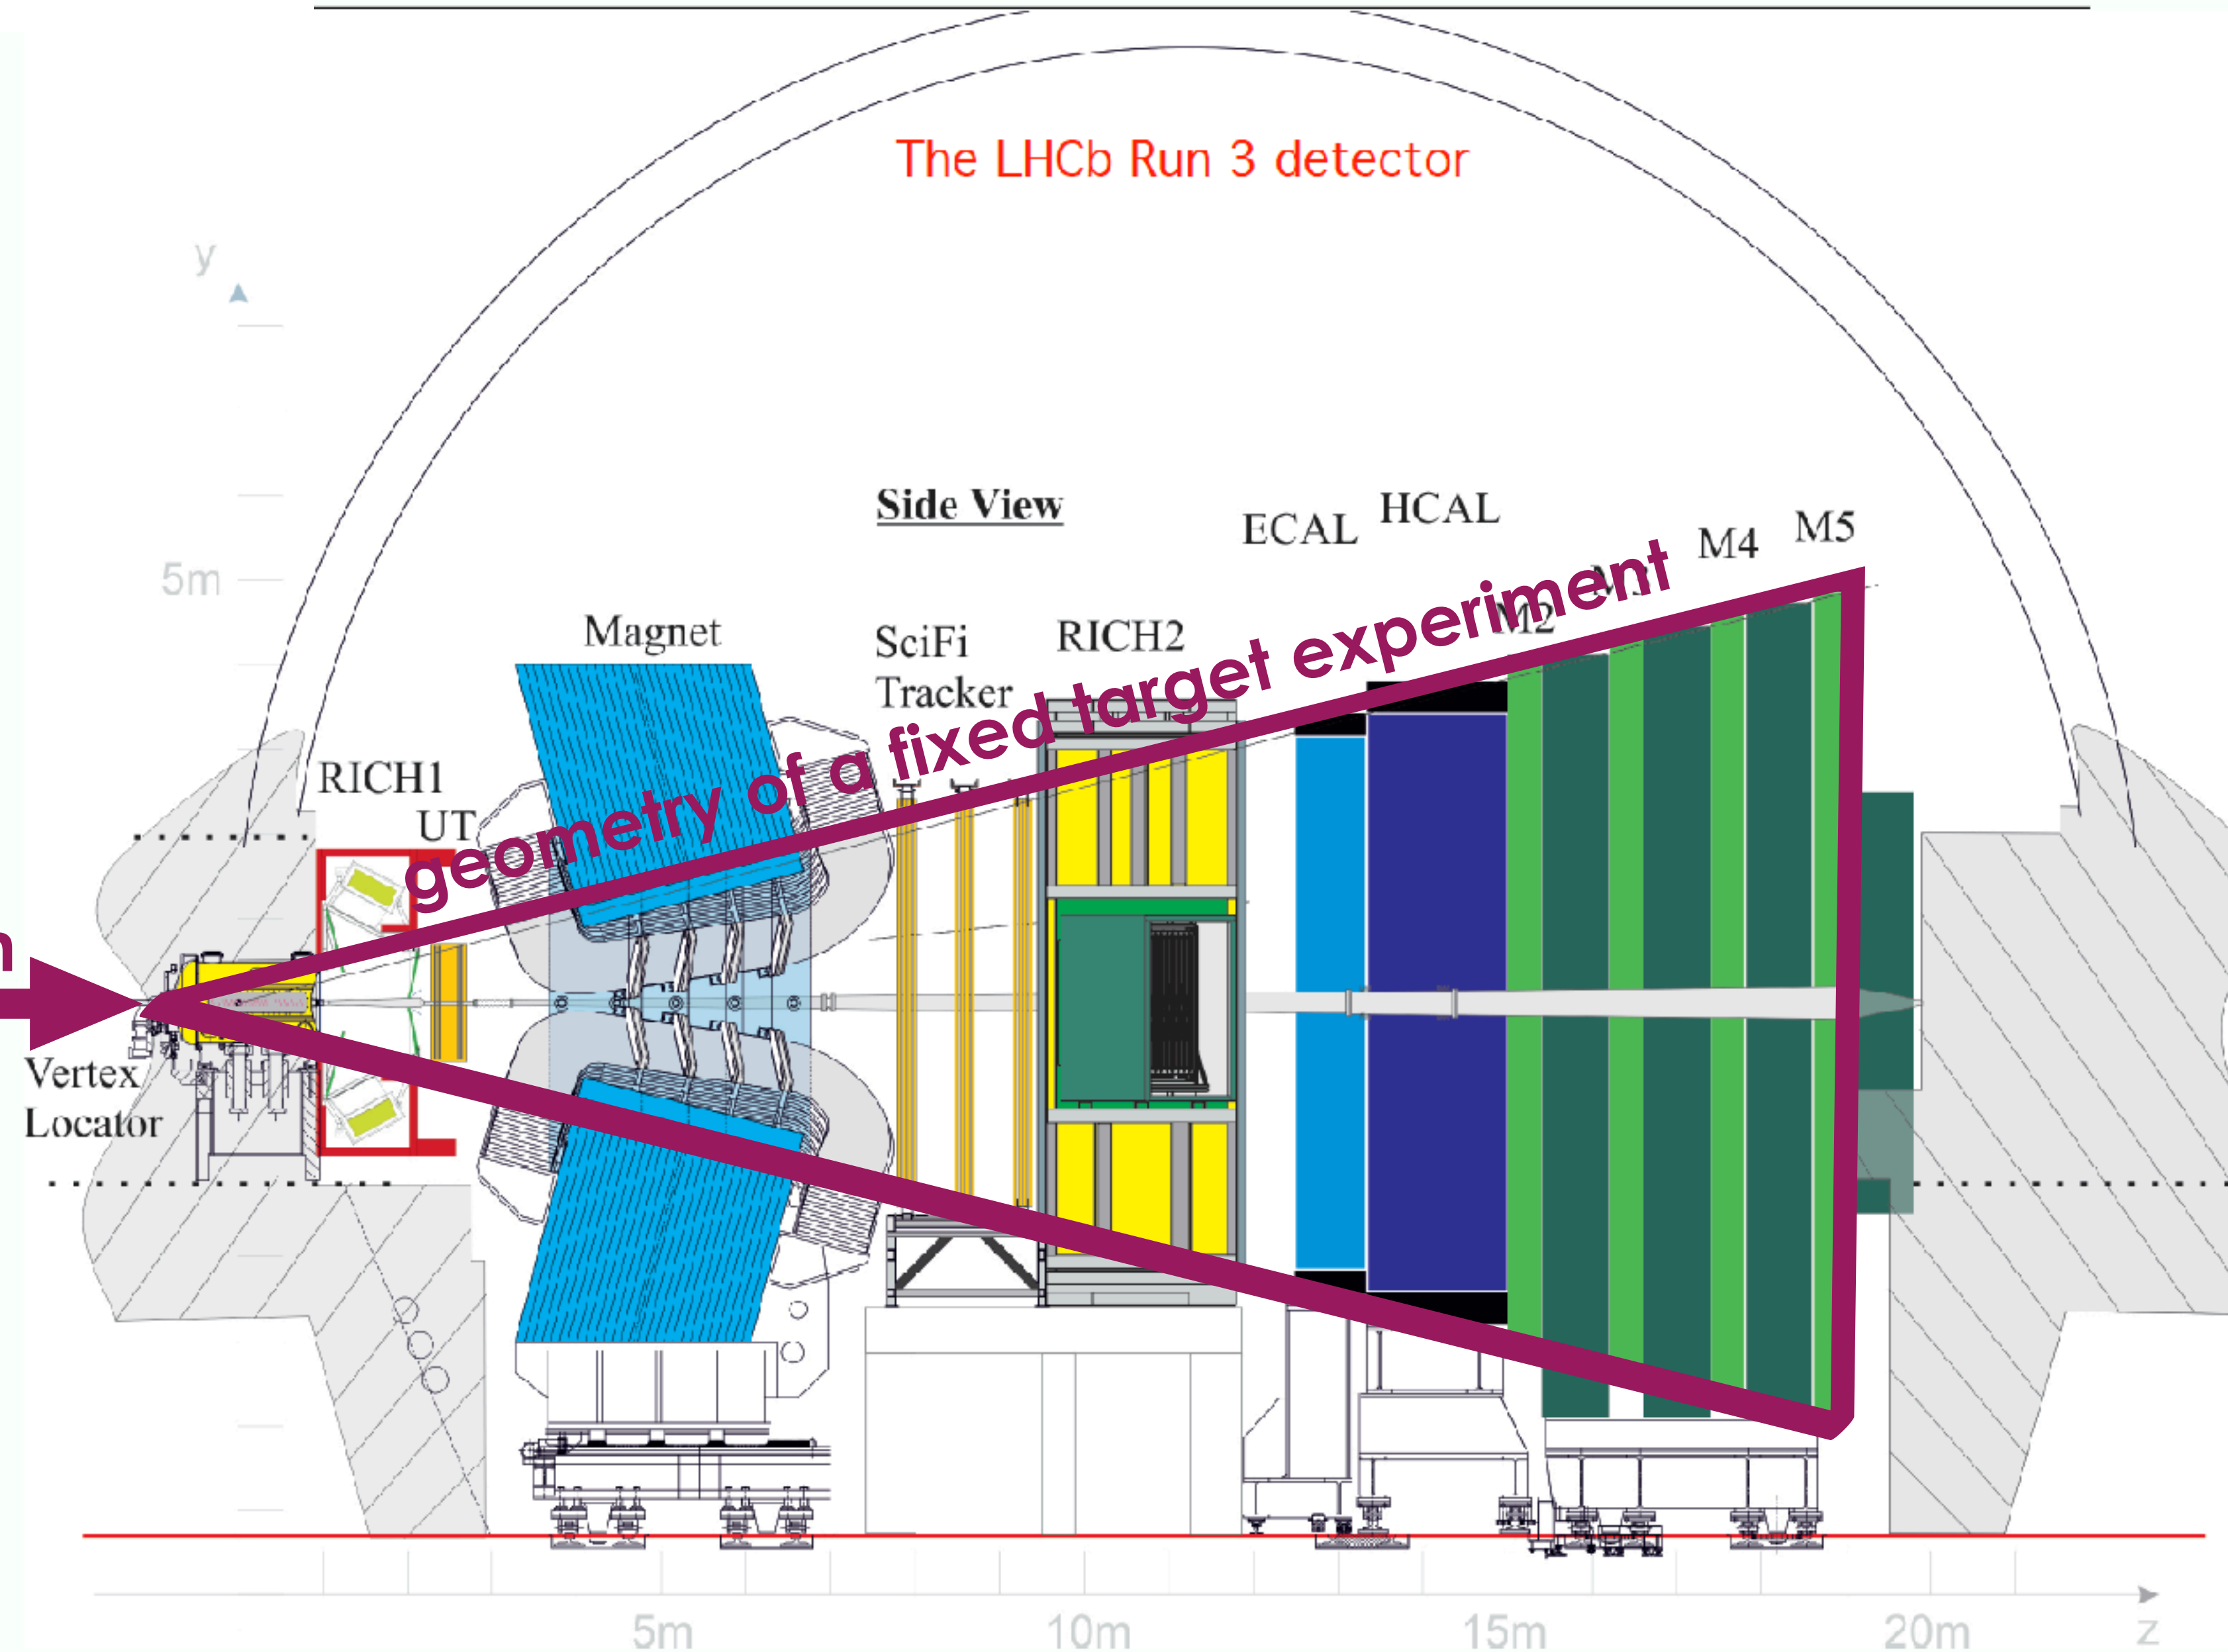 The LHCb Run 3 detector
y
5m
Side View
ECAL
HCAL
M2
M3
M4
M5
Magnet
SciFi
Tracker
RICH2
RICH1
UT
geometry of a fixed target experiment
Vertex
Locator
5m
10m
15m
20m
z